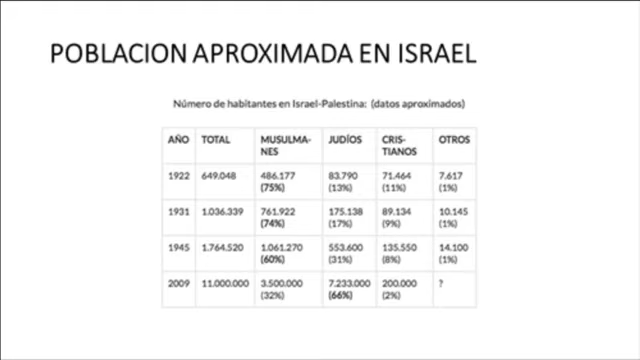 POBLACION APROXIMADA EN ISRAEL
Número de habitantes en Israel-Palestina: (datos aproximados)
AÑO TOTAL MUSULMA-NES JUDÍOS CRIS-TIANOS OTROS
1922 649.048 486.177 (75%) 83.790 (13%) 71.464 (11%) 7.617 (1%)
1931 1.036.339 761.922 (74%) 175.138 (17%) 89.134 (9%) 10.145 (1%)
1945 1.764.520 1.061.270 (60%) 553.600 (31%) 135.550 (8%) 14.100 (1%)
2009 11.000.000 3.500.000 (32%) 7.233.000 (66%) 200.000 (2%) ?